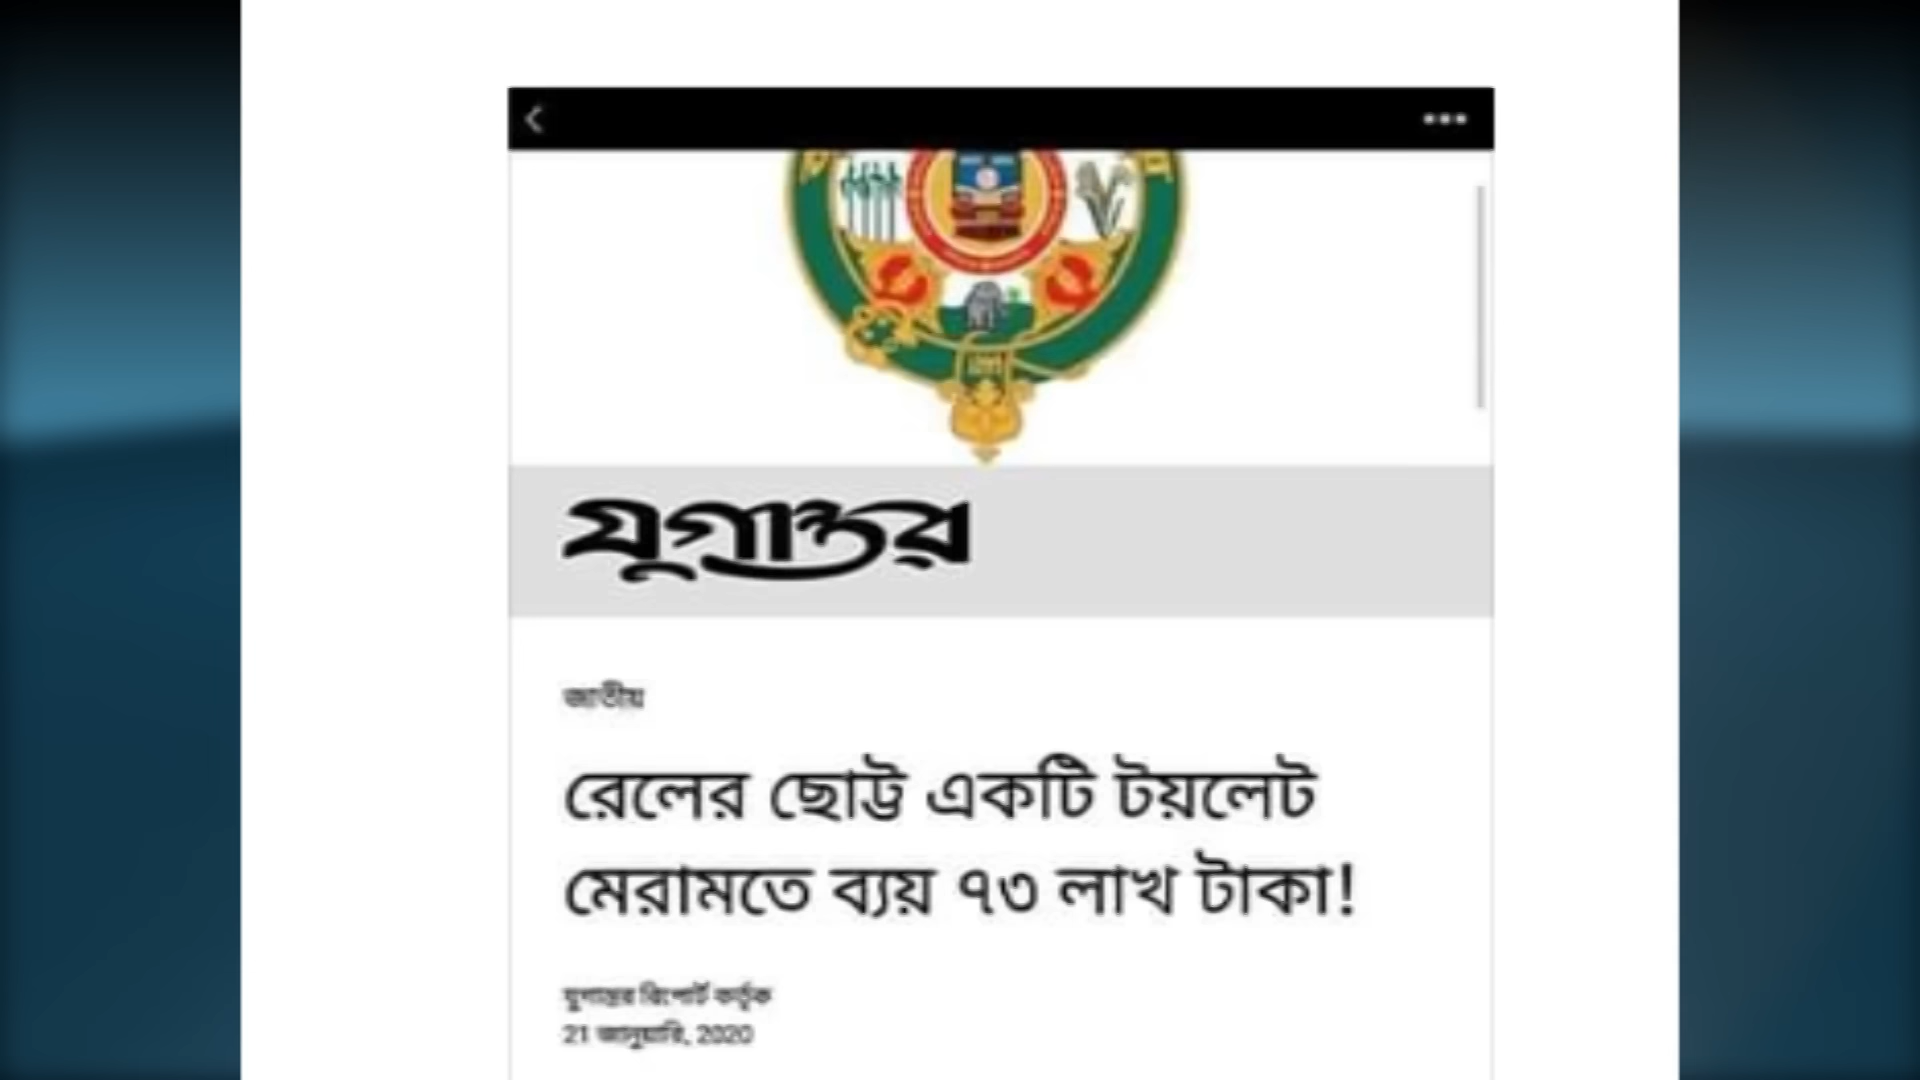 যুগান্তর
জাতীয়
রেলের ছোট্ট একটি টয়লেট
মেরামতে ব্যয় ৭৩ লাখ টাকা!
যুগান্তর রিপোর্ট কর্তৃক
21 জানুয়ারি, 2020